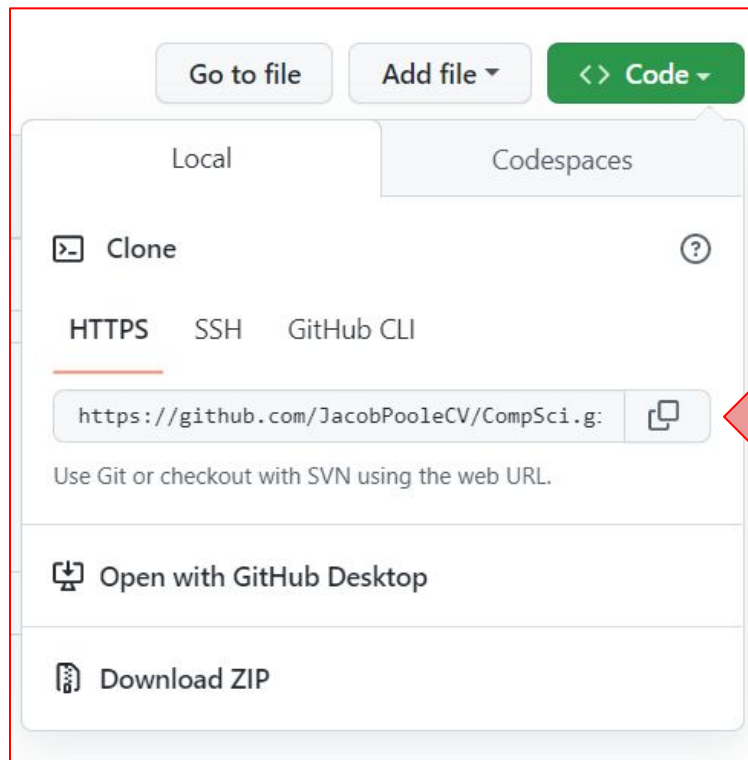 Go to file Add file <> Code
Local Codespaces
Clone
HTTPS SSH GitHub CLI
https://github.com/JacobPooleCV/CompSci.g:
Use Git or checkout with SVN using the web URL.
Open with GitHub Desktop
Download ZIP